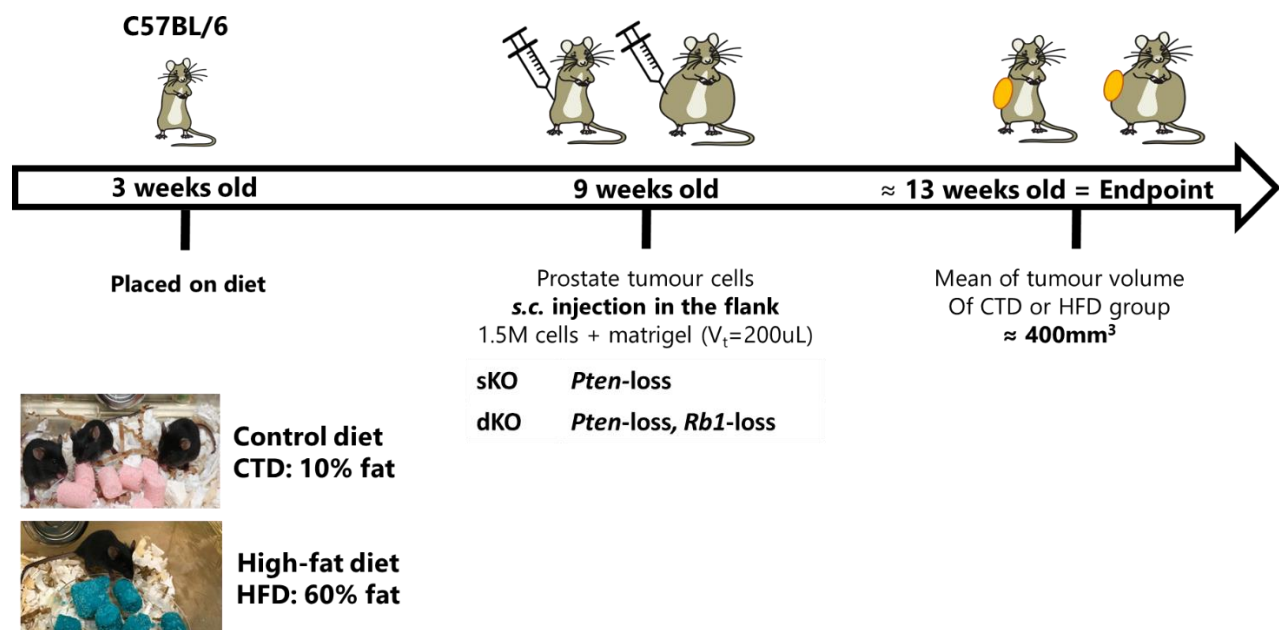 C57BL/6
3 weeks old
9 weeks old
≈ 13 weeks old = Endpoint
Placed on diet
Prostate tumour cells
s.c. injection in the flank
1.5M cells + matrigel (Vt=200uL)
sKO Pten-loss
dKO Pten-loss, Rb1-loss
Mean of tumour volume
Of CTD or HFD group
≈ 400mm³
Control diet
CTD: 10% fat
High-fat diet
HFD: 60% fat